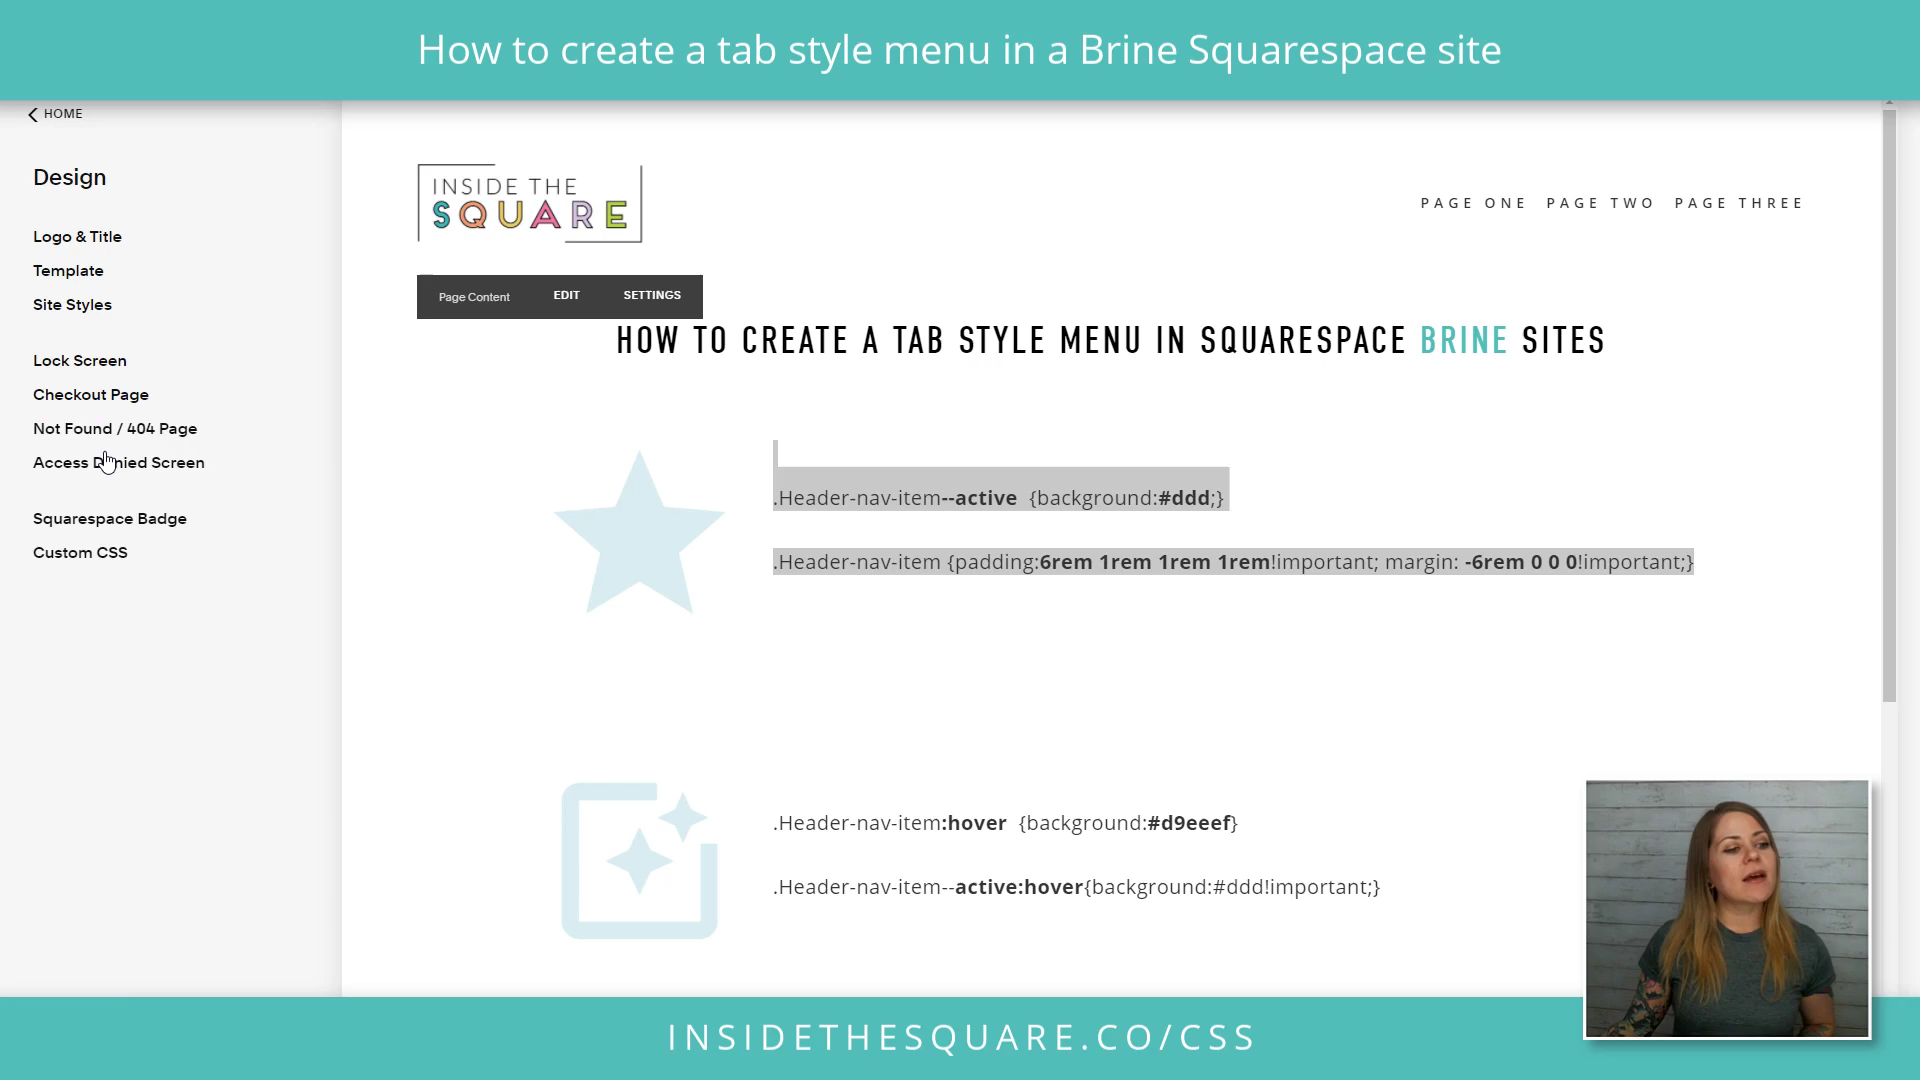 How to create a tab style menu in a Brine Squarespace site
HOME
Design
Logo & Title
Template
Site Styles
Lock Screen
Checkout Page
Not Found / 404 Page
Access Denied Screen
Squarespace Badge
Custom CSS
INSIDE THE
SQUARE
PAGE ONE PAGE TWO PAGE THREE
Page Content EDIT SETTINGS
HOW TO CREATE A TAB STYLE MENU IN SQUARESPACE BRINE SITES
.Header-nav-item--active {background:#ddd;}
.Header-nav-item {padding:6rem 1rem 1rem 1rem!important; margin: -6rem 0 0 0!important;}
.Header-nav-item:hover {background:#d9eeef}
.Header-nav-item--active:hover{background:#ddd!important;}
INSIDETHESQUARE.CO/CSS